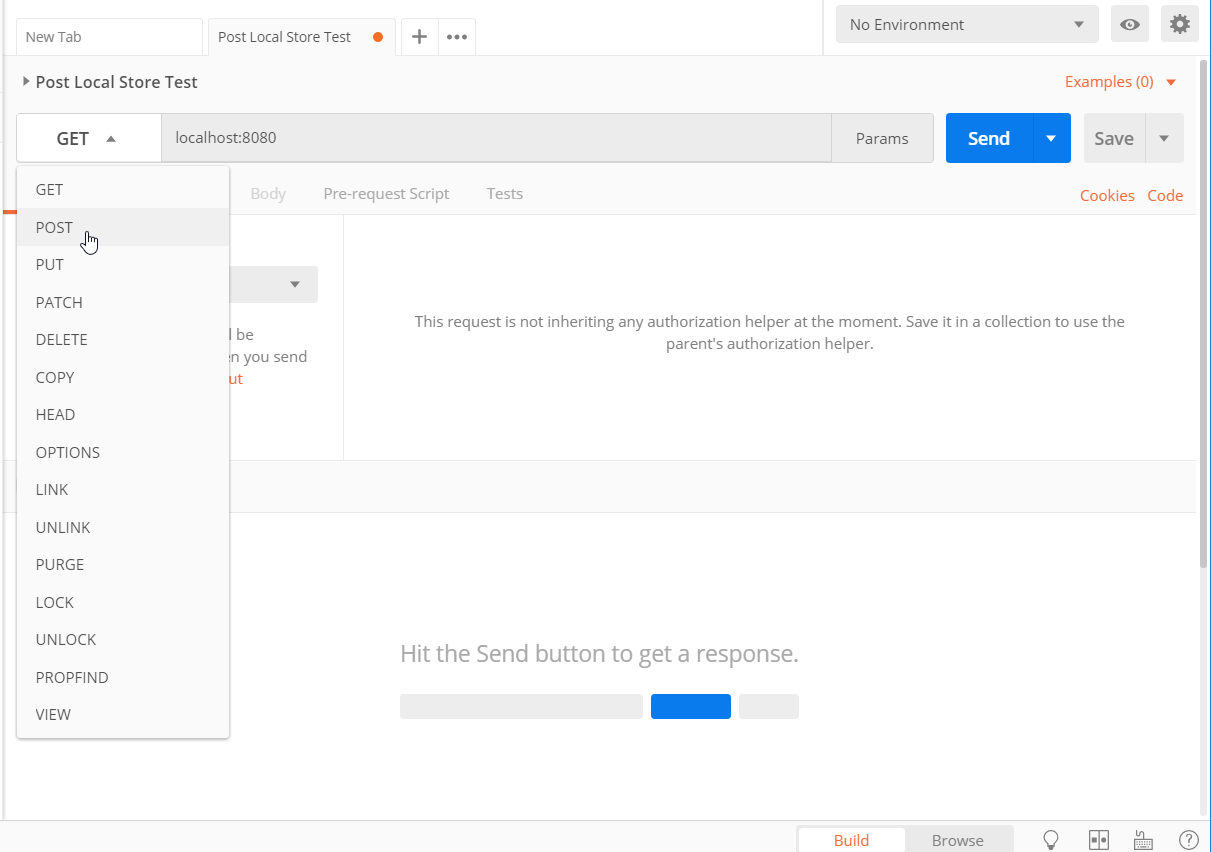 New Tab
Post Local Store Test
No Environment
Post Local Store Test
Examples (0)
GET
localhost:8080
Params
Send
Save
GET
POST
PUT
PATCH
DELETE
COPY
HEAD
OPTIONS
LINK
UNLINK
PURGE
LOCK
UNLOCK
PROPFIND
VIEW
Body
Pre-request Script
Tests
Cookies
Code
be
you send
This request is not inheriting any authorization helper at the moment. Save it in a collection to use the
parent's authorization helper.
Hit the Send button to get a response.
Build
Browse